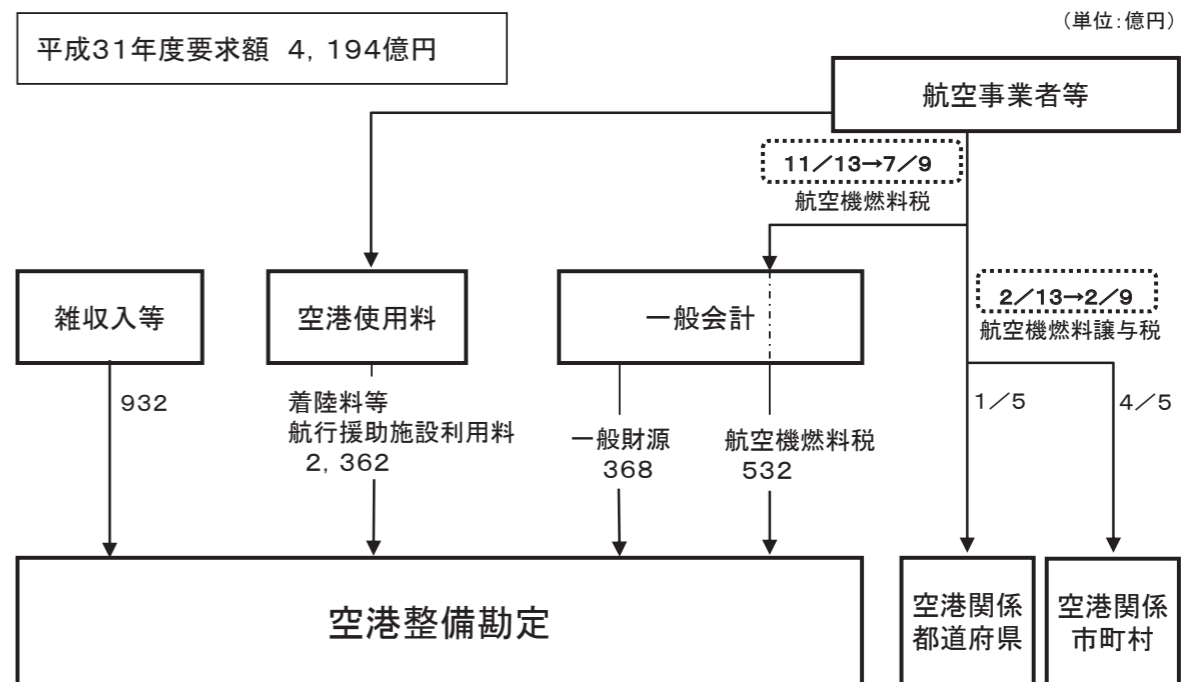 (単位:億円)
平成31年度要求額 4,194億円
航空事業者等
11/13→7/9
航空機燃料税
2/13→2/9
航空機燃料譲与税
雑収入等
空港使用料
一般会計
932
着陸料等
航行援助施設利用料
2,362
一般財源
368
航空機燃料税
532
1/5
4/5
空港整備勘定
空港関係
都道府県
空港関係
市町村